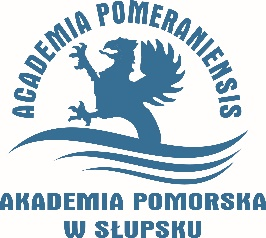 ACADEMIA POMERANIENSIS
AKADEMIA POMORSKA
W SŁUPSKU